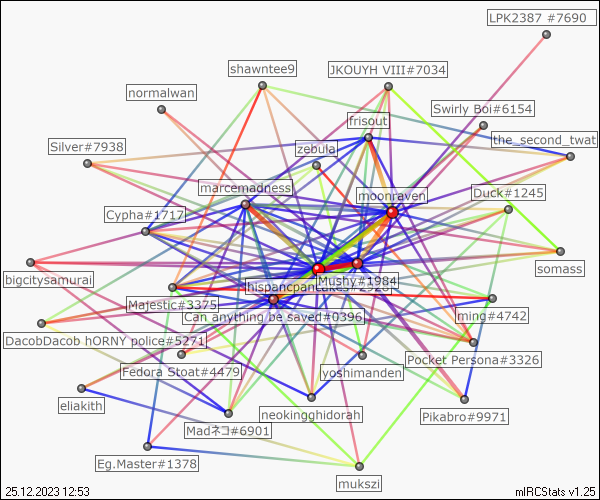 LPK2387 #7690
shawntee9
JKOUYH VIII#7034
normalwan
Swirly Boi#6154
frisout
the_second_twat
Silver#7938
zebula
marcemadness
moonraven
Duck#1245
Cypha#1717
somass
bigcitysamurai
Mushy#1984
Majestic#3375
ming#4742
Can anything be saved#0396
DacobDacob hORNY police#5271
Pocket Persona#3326
Fedora Stoat#4479
yoshimanden
eliakith
neokingghidorah
Pikabro#9971
Madネコ#6901
Eg.Master#1378
mukszi
25.12.2023 12:53
mIRCStats v1.25